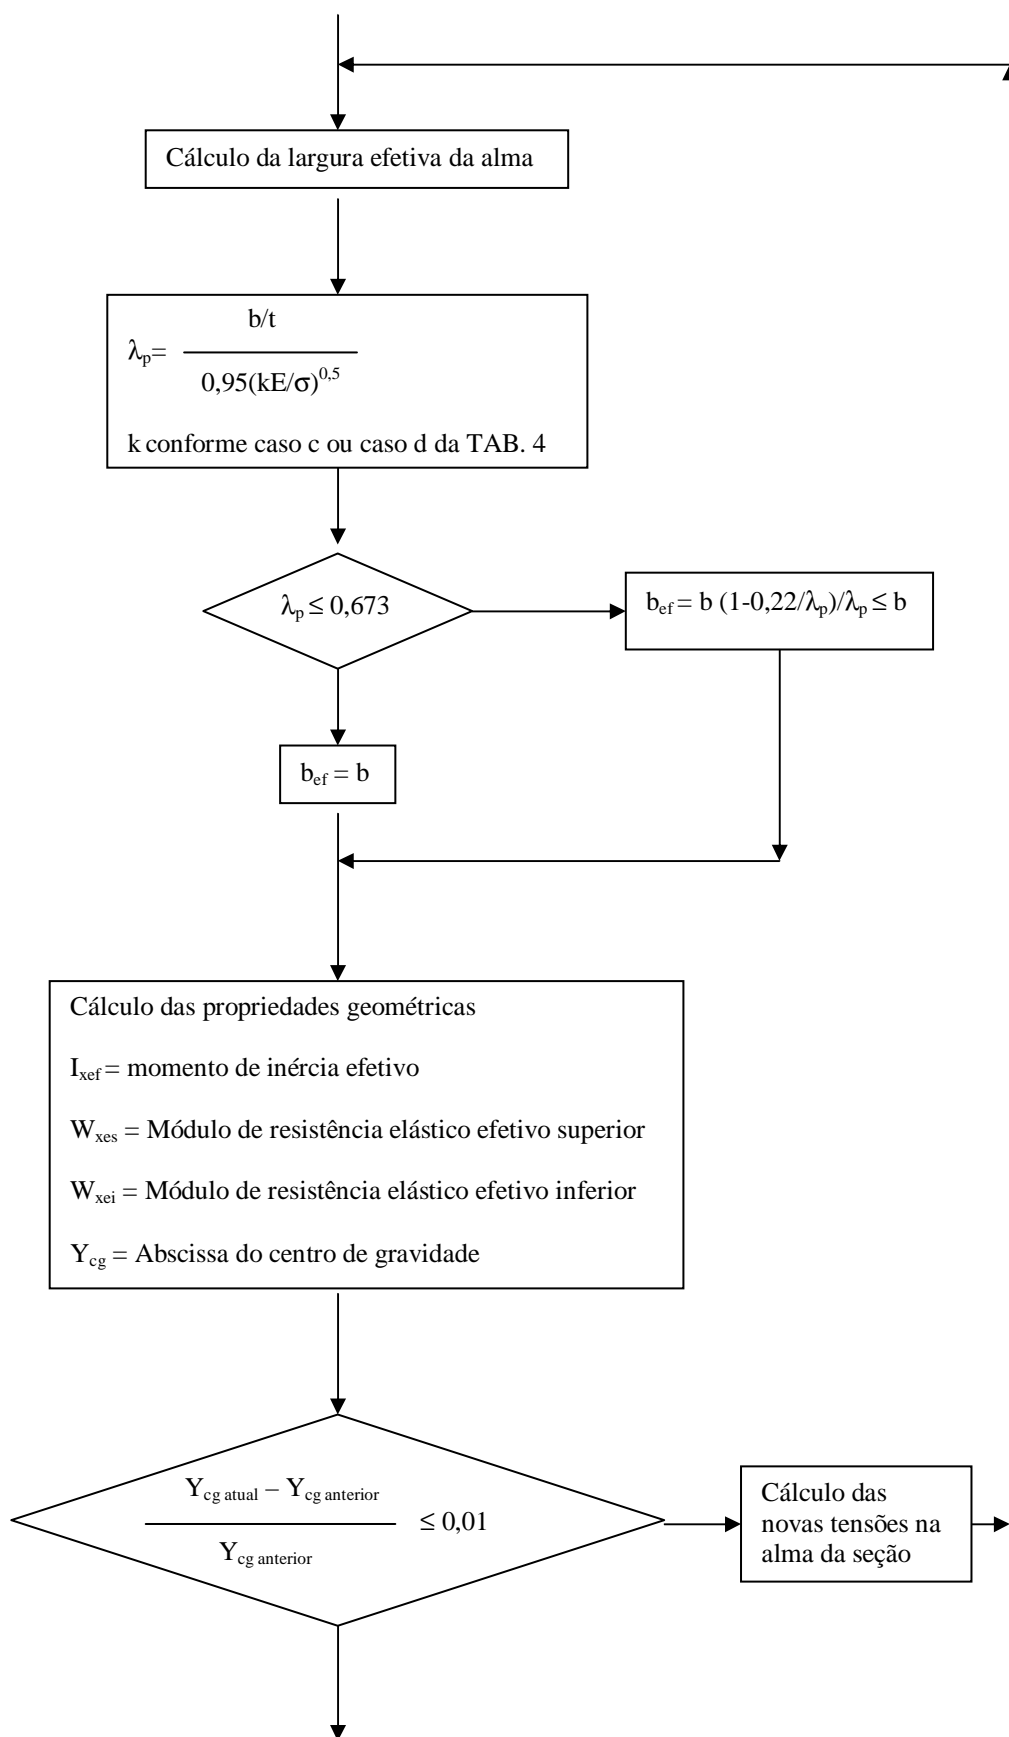 Cálculo da largura efetiva da alma
b/t
λp=
0,95(kE/σ)^0,5
k conforme caso c ou caso d da TAB. 4
λp ≤ 0,673
bef = b (1-0,22/λp)/λp ≤ b
bef = b
Cálculo das propriedades geométricas
Ixef = momento de inércia efetivo
Wxes = Módulo de resistência elástico efetivo superior
Wxei = Módulo de resistência elástico efetivo inferior
Ycg = Abscissa do centro de gravidade
Ycg atual – Ycg anterior
≤ 0,01
Ycg anterior
Cálculo das
novas tensões na
alma da seção